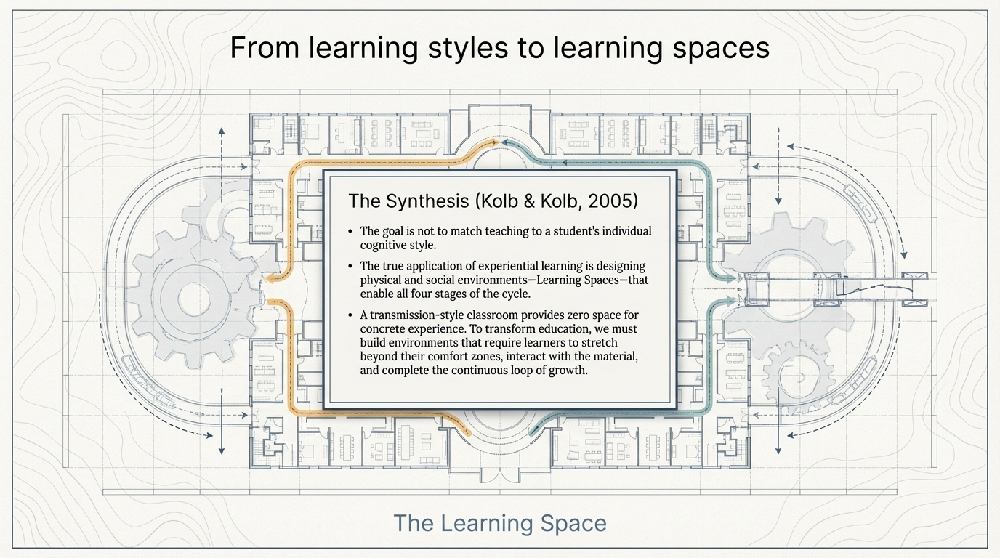 From learning styles to learning spaces
The Synthesis (Kolb & Kolb, 2005)
• The goal is not to match teaching to a student's individual
cognitive style.
• The true application of experiential learning is designing
physical and social environments—Learning Spaces—that
enable all four stages of the cycle.
• A transmission-style classroom provides zero space for
concrete experience. To transform education, we must
build environments that require learners to stretch
beyond their comfort zones, interact with the material,
and complete the continuous loop of growth.
The Learning Space